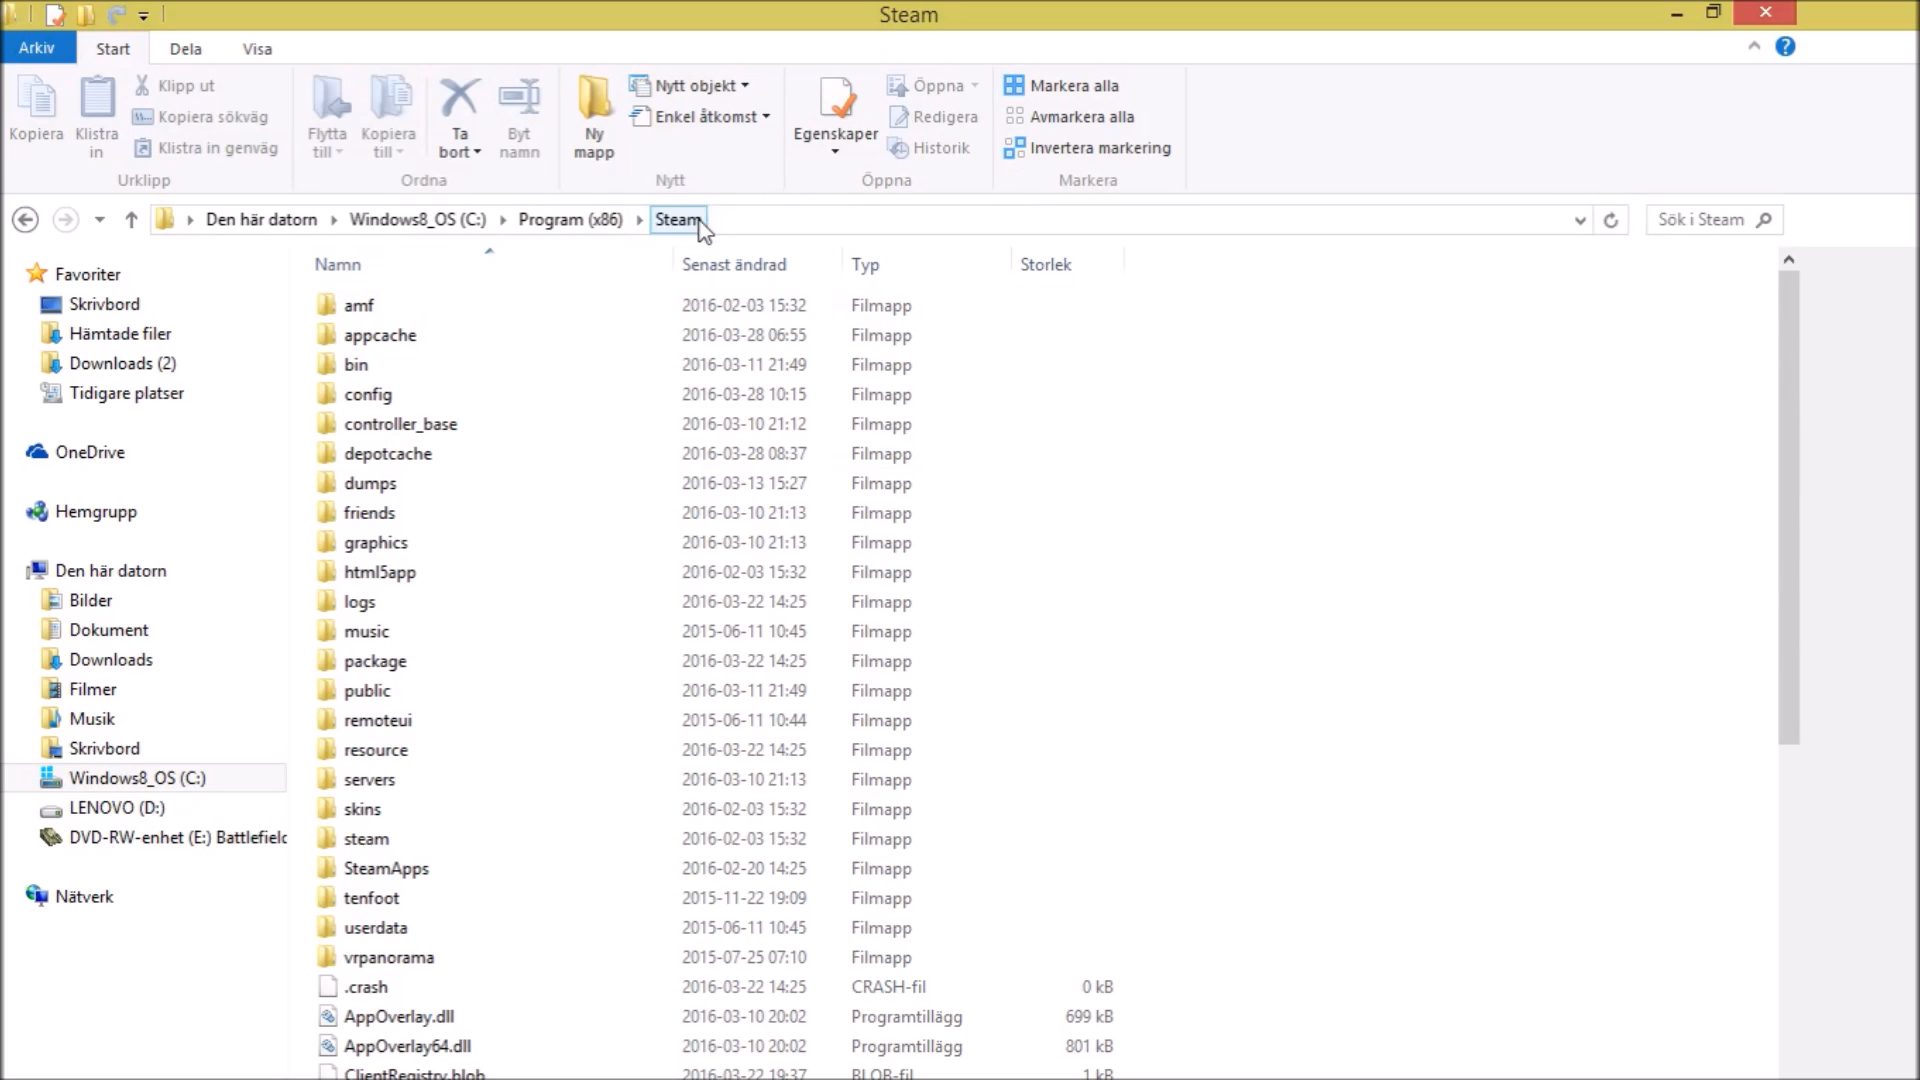 Steam
Arkiv Start Dela Visa
Kopiera
Klistra in
Klipp ut
Kopiera sökväg
Klistra in genväg
Urklipp
Flytta till
Kopiera till
Ta bort
Byt namn
Ordna
Ny mapp
Nytt objekt
Enkel åtkomst
Nytt
Egenskaper
Öppna
Redigera
Historik
Öppna
Markera alla
Avmarkera alla
Invertera markering
Markera
Den här datorn Windows8_OS (C:) Program (x86) Steam
Sök i Steam
Favoriter
Skrivbord
Hämtade filer
Downloads (2)
Tidigare platser
OneDrive
Hemgrupp
Den här datorn
Bilder
Dokument
Downloads
Filmer
Musik
Skrivbord
Windows8_OS (C:)
LENOVO (D:)
DVD-RW-enhet (E:) Battlefield
Nätverk
Namn Senast ändrad Typ Storlek
amf 2016-02-03 15:32 Filmapp
appcache 2016-03-28 06:55 Filmapp
bin 2016-03-11 21:49 Filmapp
config 2016-03-28 10:15 Filmapp
controller_base 2016-03-10 21:12 Filmapp
depotcache 2016-03-28 08:37 Filmapp
dumps 2016-03-13 15:27 Filmapp
friends 2016-03-10 21:13 Filmapp
graphics 2016-03-10 21:13 Filmapp
html5app 2016-02-03 15:32 Filmapp
logs 2016-03-22 14:25 Filmapp
music 2015-06-11 10:45 Filmapp
package 2016-03-22 14:25 Filmapp
public 2016-03-11 21:49 Filmapp
remoteui 2015-06-11 10:44 Filmapp
resource 2016-03-22 14:25 Filmapp
servers 2016-03-10 21:13 Filmapp
skins 2016-02-03 15:32 Filmapp
steam 2016-02-03 15:32 Filmapp
SteamApps 2016-02-20 14:25 Filmapp
tenfoot 2015-11-22 19:09 Filmapp
userdata 2015-06-11 10:45 Filmapp
vrpanorama 2015-07-25 07:10 Filmapp
.crash 2016-03-22 14:25 CRASH-fil 0 kB
AppOverlay.dll 2016-03-10 20:02 Programtillägg 699 kB
AppOverlay64.dll 2016-03-10 20:02 Programtillägg 801 kB
ClientRegistry.blob 2016-03-22 19:37 BLOB-fil 1 kB